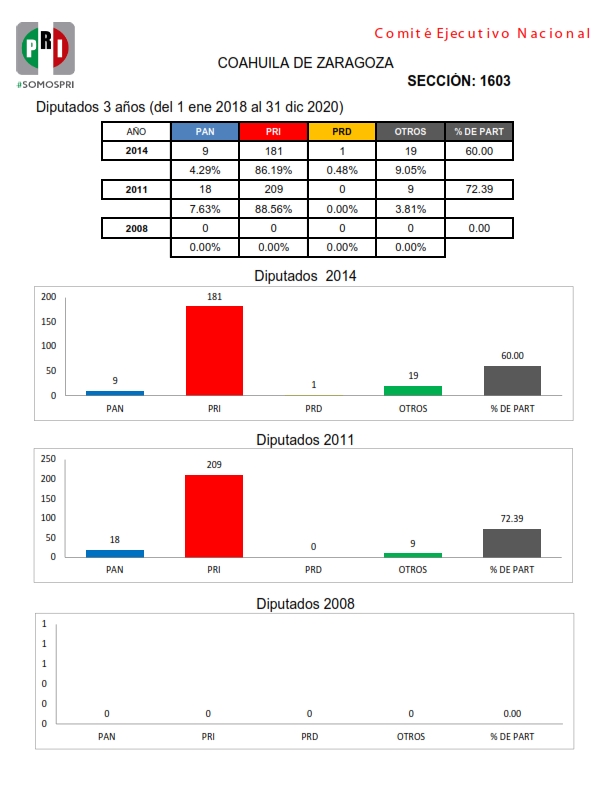 PRI
#SOMOSPRI
Comité Ejecutivo Nacional
COAHUILA DE ZARAGOZA
SECCIÓN: 1603
Diputados 3 años (del 1 ene 2018 al 31 dic 2020)
AÑO PAN PRI PRD OTROS % DE PART
2014 9 181 1 19 60.00
4.29% 86.19% 0.48% 9.05%
2011 18 209 0 9 72.39
7.63% 88.56% 0.00% 3.81%
2008 0 0 0 0 0.00
0.00% 0.00% 0.00% 0.00%
Diputados 2014
200
150
100
50
0
9 181 1 19 60.00
PAN PRI PRD OTROS % DE PART
Diputados 2011
250
200
150
100
50
0
18 209 0 9 72.39
PAN PRI PRD OTROS % DE PART
Diputados 2008
1
1
1
0
0
0
0 0 0 0 0.00
PAN PRI PRD OTROS % DE PART